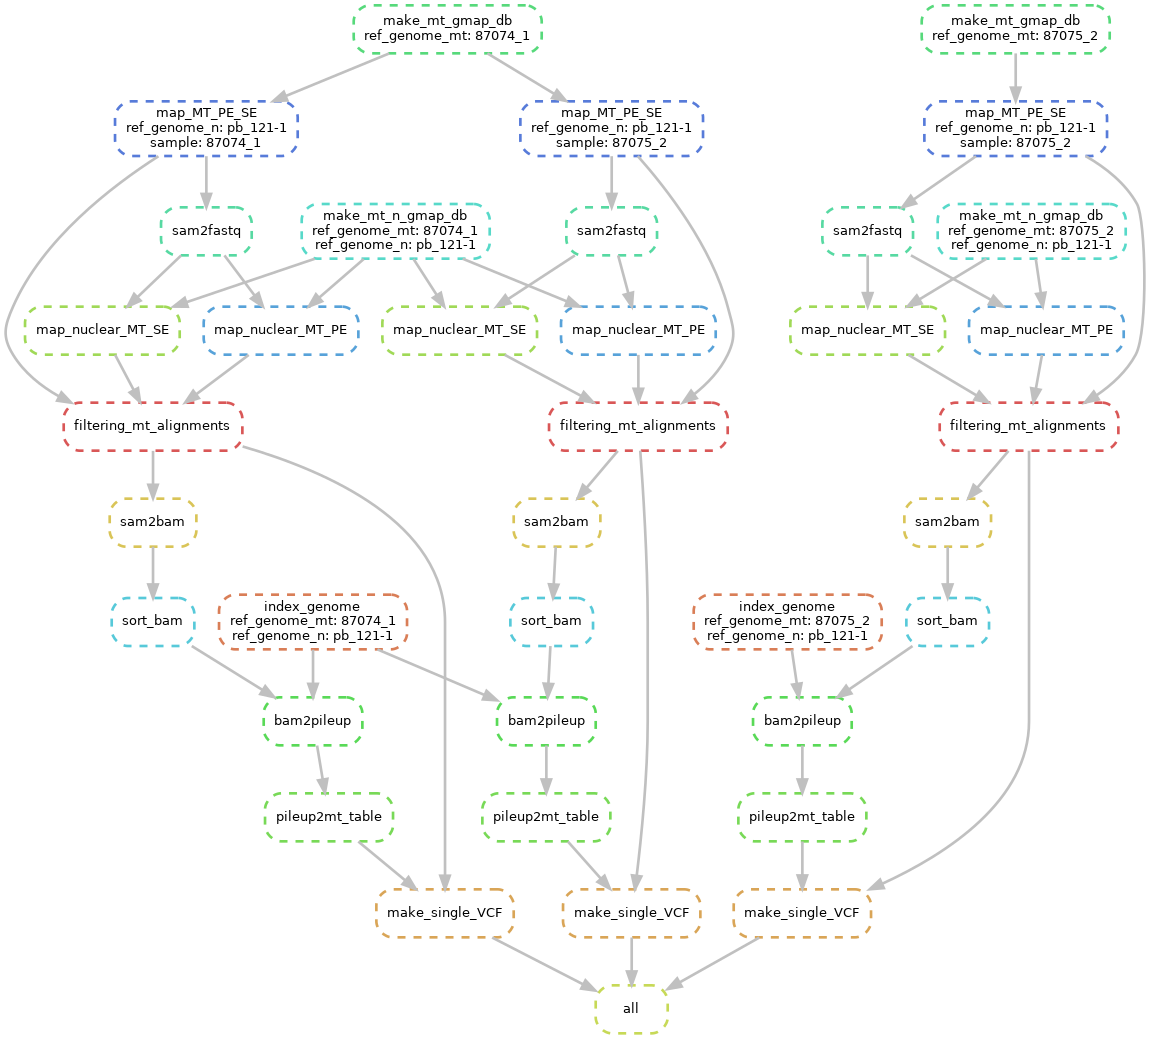 make_mt_gmap_db
ref_genome_mt: 87074_1
make_mt_gmap_db
ref_genome_mt: 87075_2
map_MT_PE_SE
ref_genome_n: pb_121-1
sample: 87074_1
map_MT_PE_SE
ref_genome_n: pb_121-1
sample: 87075_2
map_MT_PE_SE
ref_genome_n: pb_121-1
sample: 87075_2
sam2fastq
make_mt_n_gmap_db
ref_genome_mt: 87074_1
ref_genome_n: pb_121-1
sam2fastq
sam2fastq
make_mt_n_gmap_db
ref_genome_mt: 87075_2
ref_genome_n: pb_121-1
map_nuclear_MT_SE
map_nuclear_MT_PE
map_nuclear_MT_SE
map_nuclear_MT_PE
map_nuclear_MT_SE
map_nuclear_MT_PE
filtering_mt_alignments
filtering_mt_alignments
filtering_mt_alignments
sam2bam
sam2bam
sam2bam
sort_bam
index_genome
ref_genome_mt: 87074_1
ref_genome_n: pb_121-1
sort_bam
index_genome
ref_genome_mt: 87075_2
ref_genome_n: pb_121-1
sort_bam
bam2pileup
bam2pileup
bam2pileup
pileup2mt_table
pileup2mt_table
pileup2mt_table
make_single_VCF
make_single_VCF
make_single_VCF
all